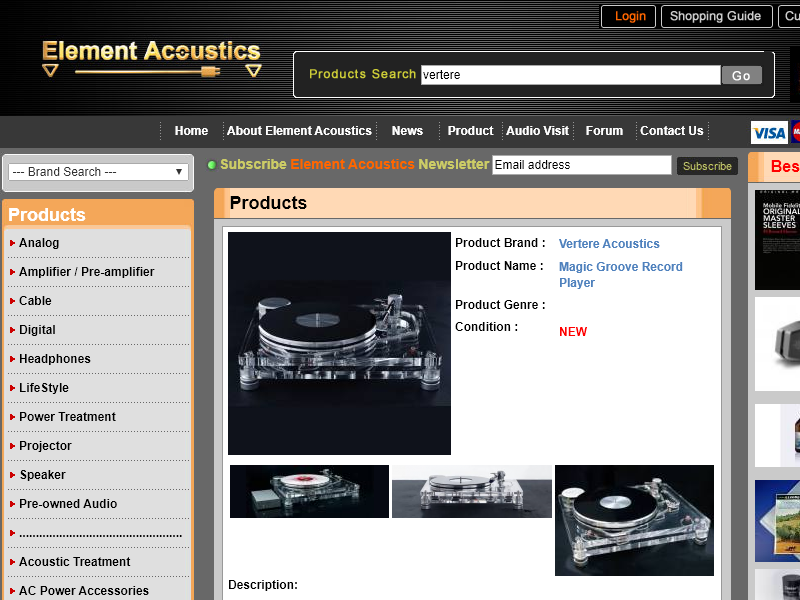 Login
Shopping Guide
Cu
Element Acoustics
Products Search
vertere
Go
Home
About Element Acoustics
News
Product
Audio Visit
Forum
Contact Us
VISA
--- Brand Search ---
Subscribe Element Acoustics Newsletter
Email address
Subscribe
Bes
Products
Analog
Amplifier / Pre-amplifier
Cable
Digital
Headphones
LifeStyle
Power Treatment
Projector
Speaker
Pre-owned Audio
.................................................
Acoustic Treatment
AC Power Accessories
Products
Product Brand :
Vertere Acoustics
Product Name :
Magic Groove Record
Player
Product Genre :
Condition :
NEW
Description:
Mobile Fidelit
ORIGINAL
MASTER
SLEEVES